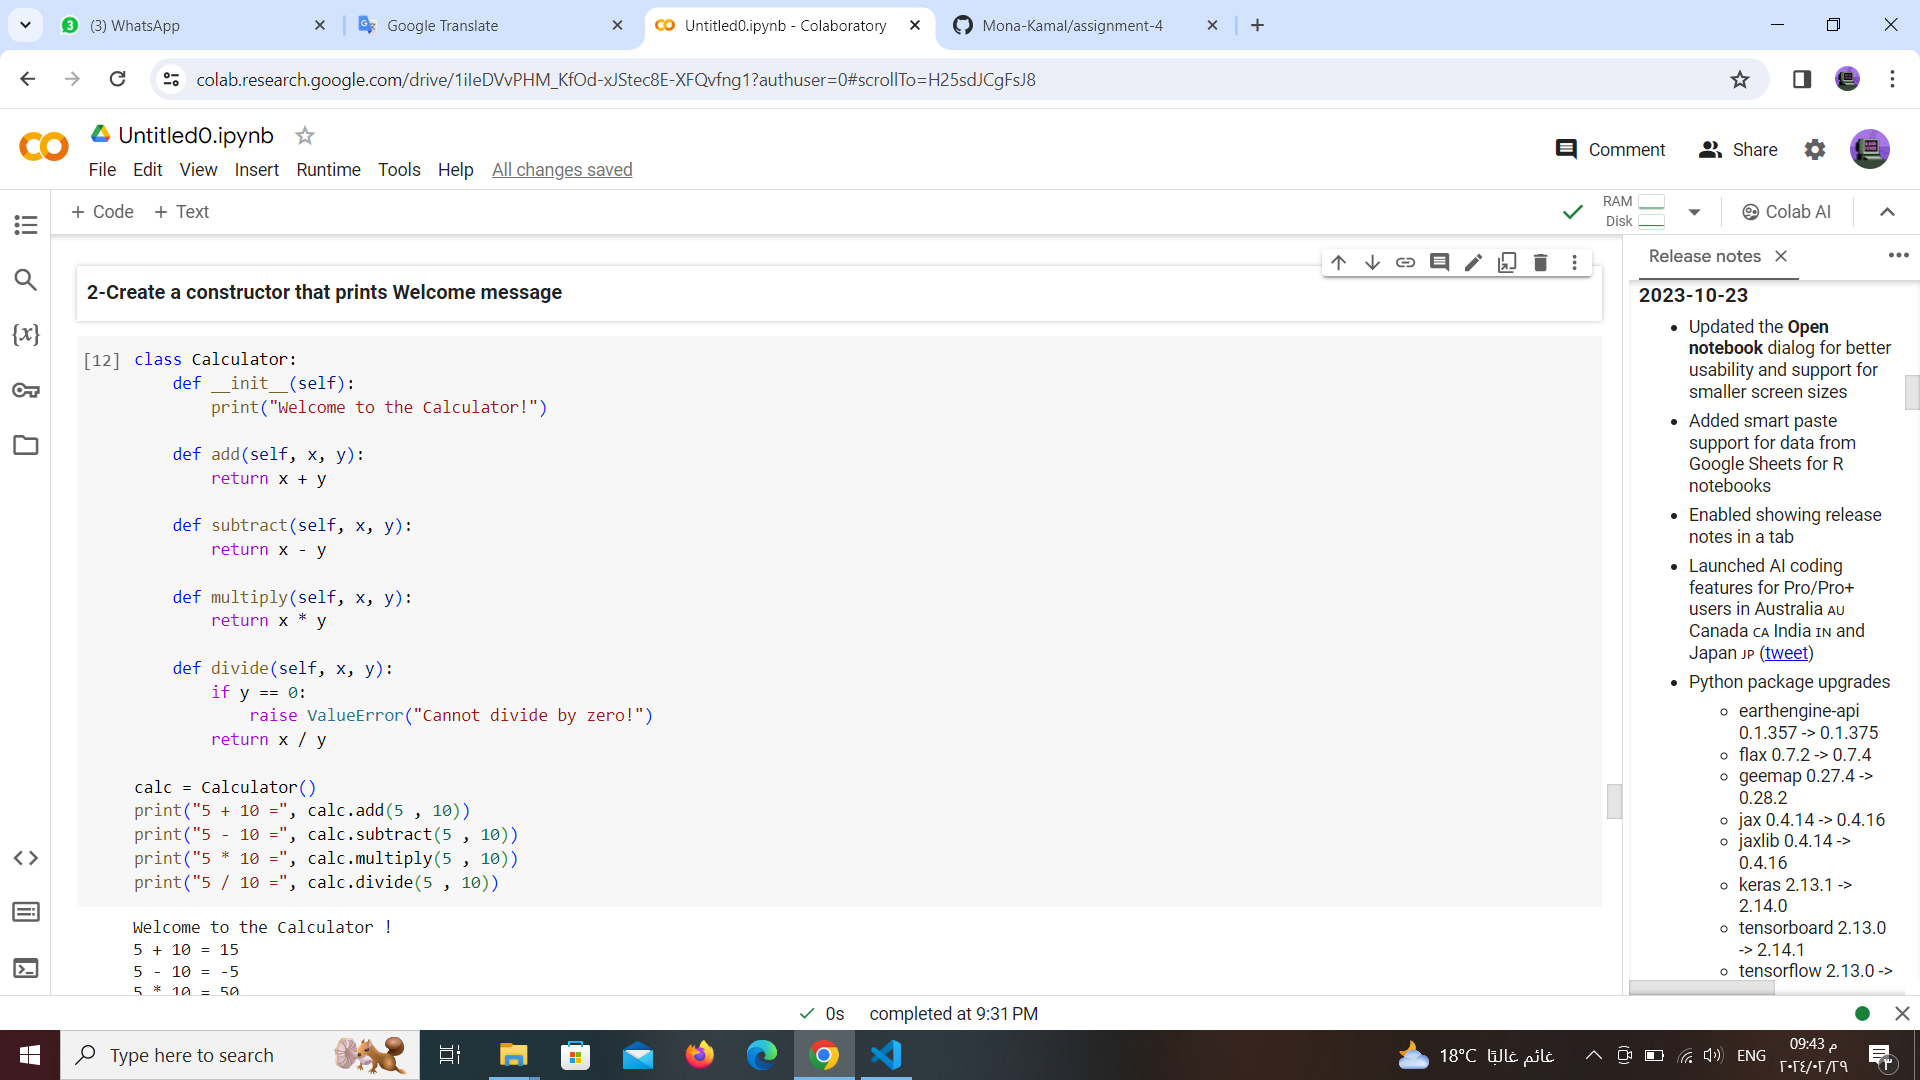 (3) WhatsApp
Google Translate
Untitled0.ipynb - Colaboratory
Mona-Kamal/assignment-4
colab.research.google.com/drive/1iIeDVvPHM_KfOd-xJStec8E-XFQvfng1?authuser=0#scrollTo=H25sdJCgFsJ8
Untitled0.ipynb
Comment
Share
File Edit View Insert Runtime Tools Help All changes saved
+ Code + Text
RAM
Disk
Colab AI
2-Create a constructor that prints Welcome message
[12] class Calculator:
    def __init__(self):
        print("Welcome to the Calculator!")
    def add(self, x, y):
        return x + y
    def subtract(self, x, y):
        return x - y
    def multiply(self, x, y):
        return x * y
    def divide(self, x, y):
        if y == 0:
            raise ValueError("Cannot divide by zero!")
        return x / y
calc = Calculator()
print("5 + 10 =", calc.add(5 , 10))
print("5 - 10 =", calc.subtract(5 , 10))
print("5 * 10 =", calc.multiply(5 , 10))
print("5 / 10 =", calc.divide(5 , 10))
Welcome to the Calculator !
5 + 10 = 15
5 - 10 = -5
5 * 10 = 50
Release notes
2023-10-23
Updated the Open
notebook dialog for better
usability and support for
smaller screen sizes
Added smart paste
support for data from
Google Sheets for R
notebooks
Enabled showing release
notes in a tab
Launched AI coding
features for Pro/Pro+
users in Australia AU
Canada CA India IN and
Japan JP (tweet)
Python package upgrades
earthengine-api
0.1.357 -> 0.1.375
flax 0.7.2 -> 0.7.4
geemap 0.27.4 ->
0.28.2
jax 0.4.14 -> 0.4.16
jaxlib 0.4.14 ->
0.4.16
keras 2.13.1 ->
2.14.0
tensorboard 2.13.0
-> 2.14.1
tensorflow 2.13.0 ->
0s completed at 9:31 PM
Type here to search
18°C غائم غالبًا
ENG
09:43 م
٢٠٢٤/٠٢/٢٩
٣